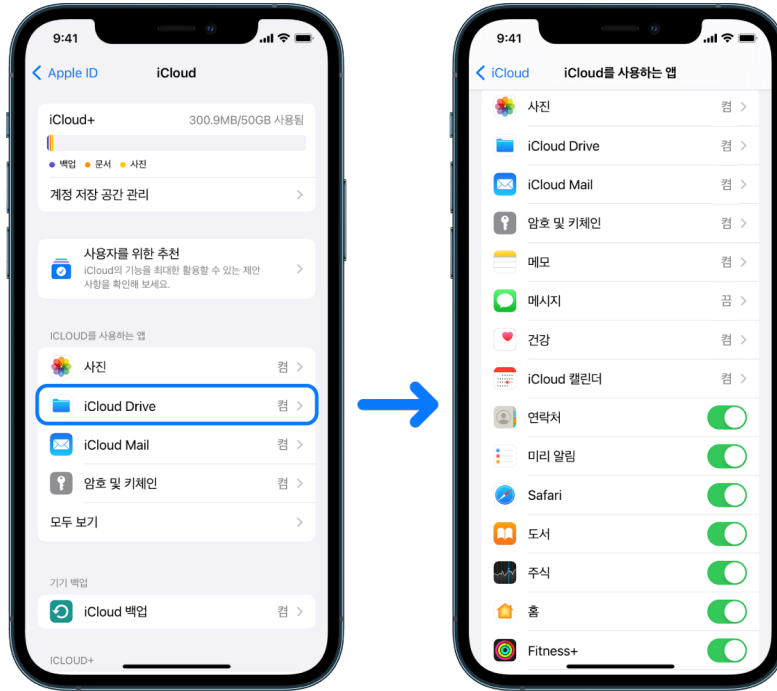 9:41
Apple ID
iCloud
iCloud+
300.9MB/50GB 사용됨
백업
문서
사진
계정 저장 공간 관리
사용자를 위한 추천
iCloud의 기능을 최대한 활용할 수 있는 제안
사항을 확인해 보세요.
ICLOUD를 사용하는 앱
사진 켬
iCloud Drive 켬
iCloud Mail 켬
암호 및 키체인 켬
모두 보기
기기 백업
iCloud 백업 켬
ICLOUD+
9:41
iCloud
iCloud를 사용하는 앱
사진 켬
iCloud Drive 켬
iCloud Mail 켬
암호 및 키체인 켬
메모 켬
메시지 끔
건강 켬
iCloud 캘린더 켬
연락처
미리 알림
Safari
도서
주식
홈
Fitness+